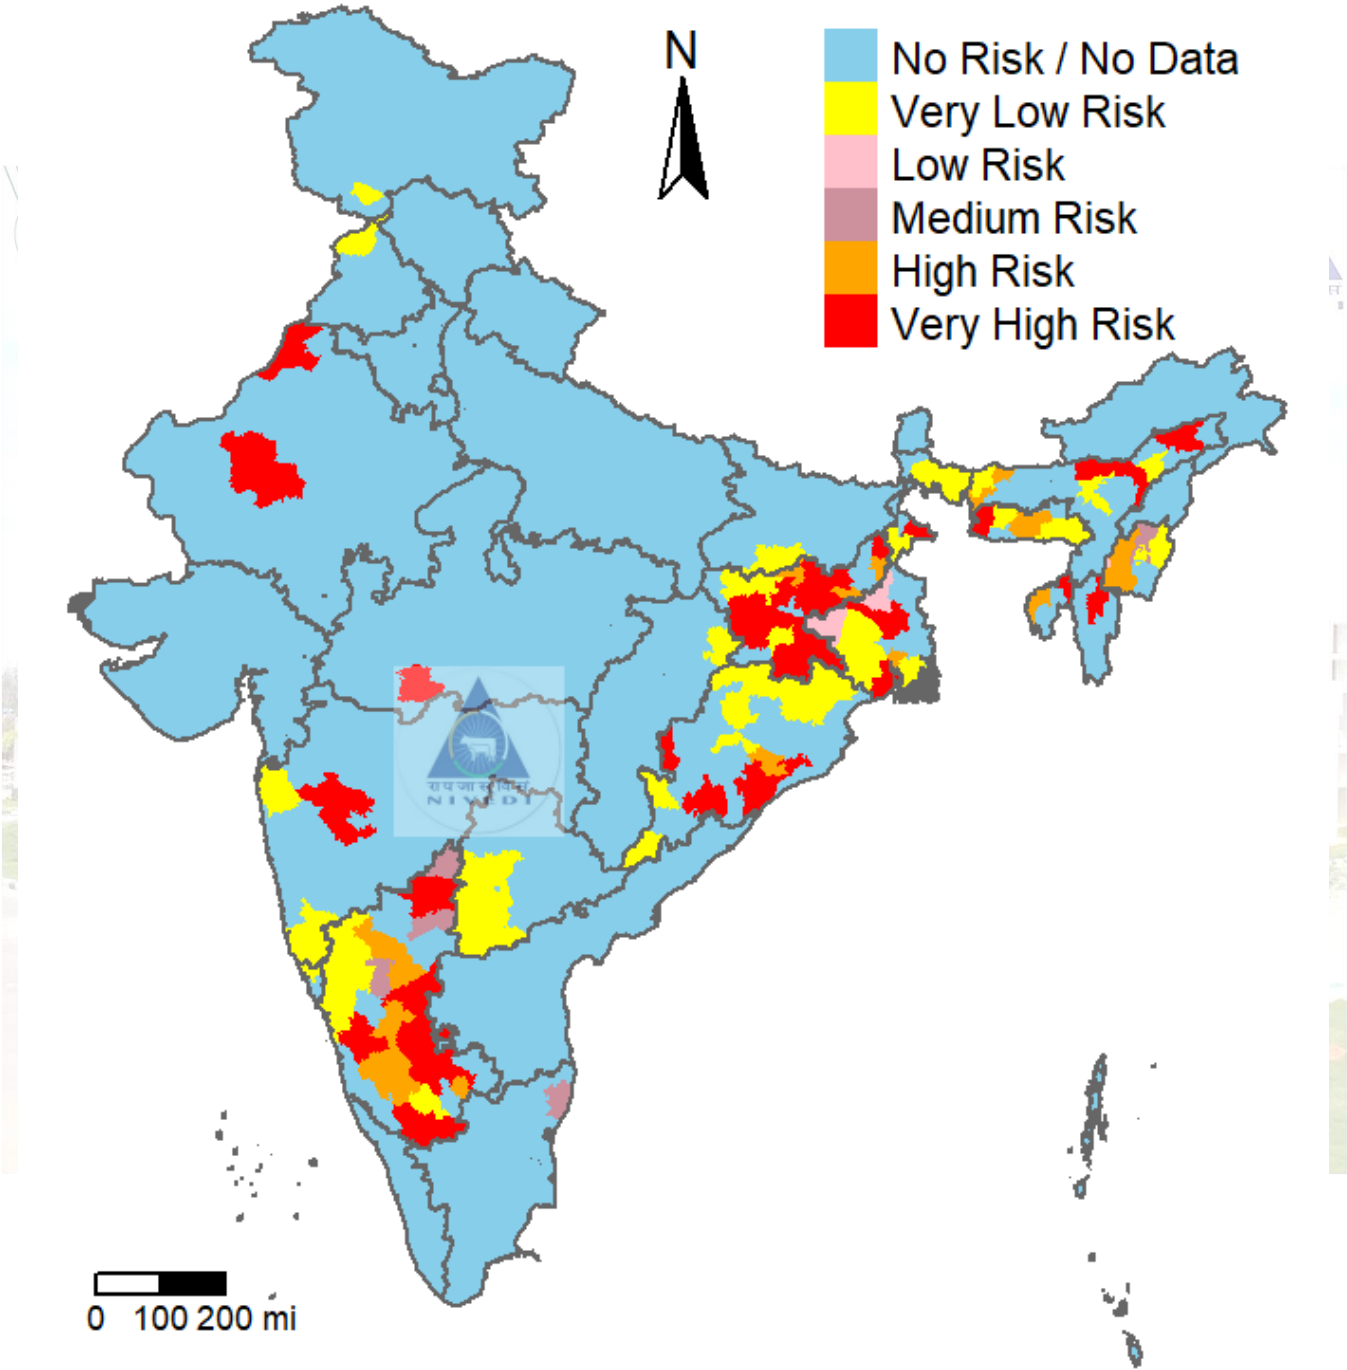 N
No Risk / No Data
Very Low Risk
Low Risk
Medium Risk
High Risk
Very High Risk
NIVEDI
0 100 200 mi